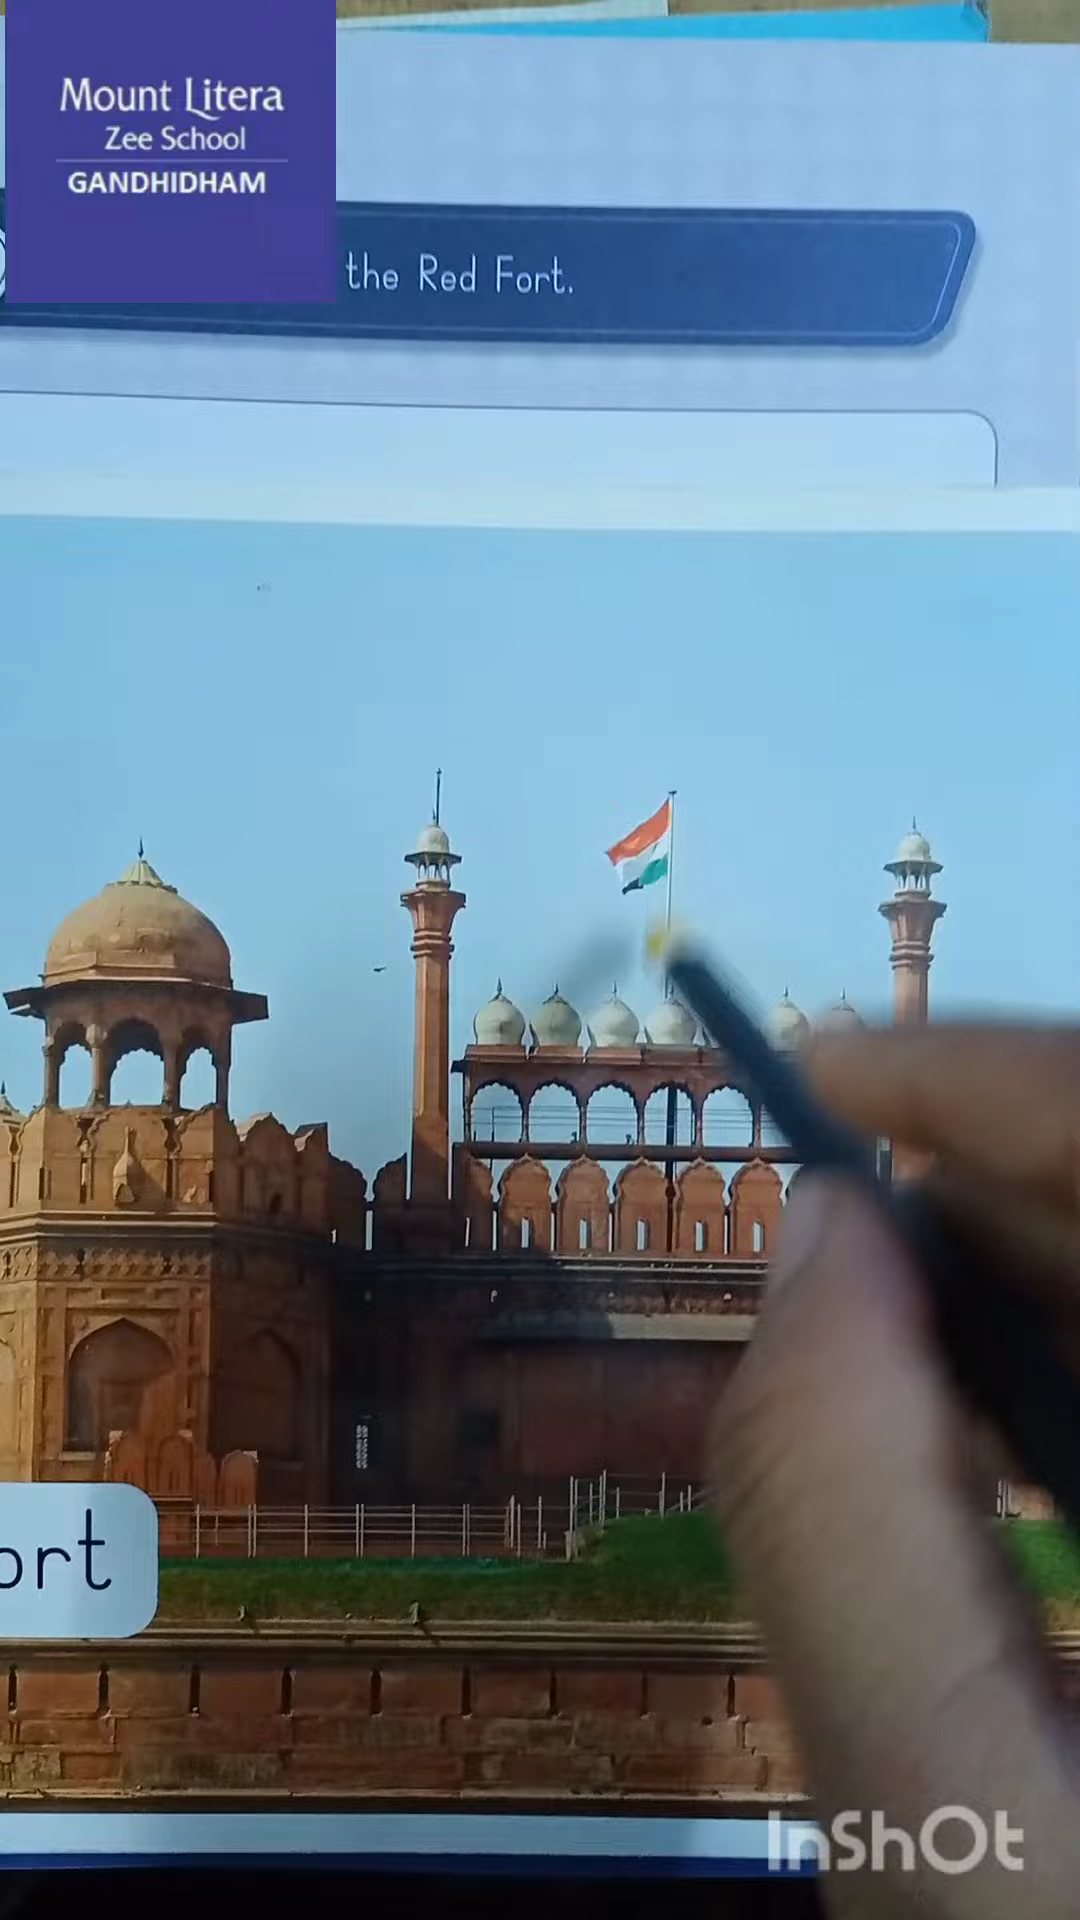 Mount Litera
Zee School
GANDHIDHAM
the Red Fort.
ort
InShOt